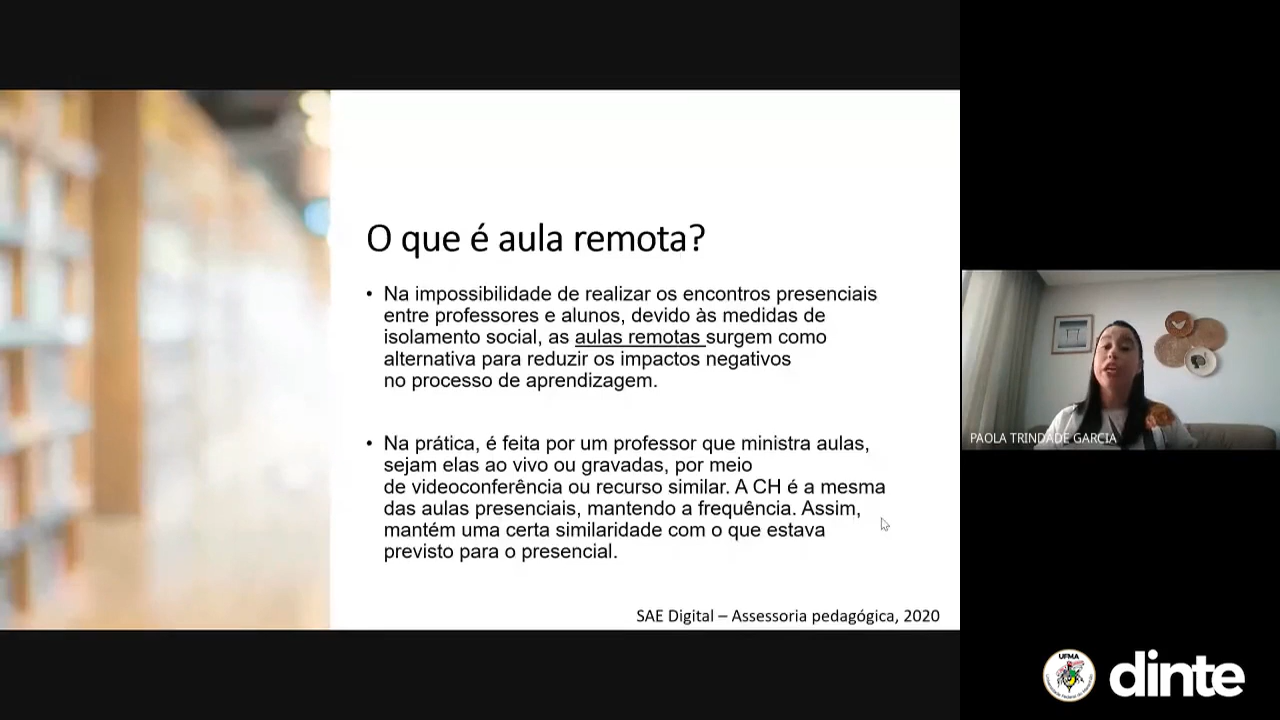 O que é aula remota?
• Na impossibilidade de realizar os encontros presenciais
entre professores e alunos, devido às medidas de
isolamento social, as aulas remotas surgem como
alternativa para reduzir os impactos negativos
no processo de aprendizagem.
• Na prática, é feita por um professor que ministra aulas,
sejam elas ao vivo ou gravadas, por meio
de videoconferência ou recurso similar. A CH é a mesma
das aulas presenciais, mantendo a frequência. Assim,
mantém uma certa similaridade com o que estava
previsto para o presencial.
SAE Digital – Assessoria pedagógica, 2020
PAOLA TRINDADE GARCIA
UFMA
dinte